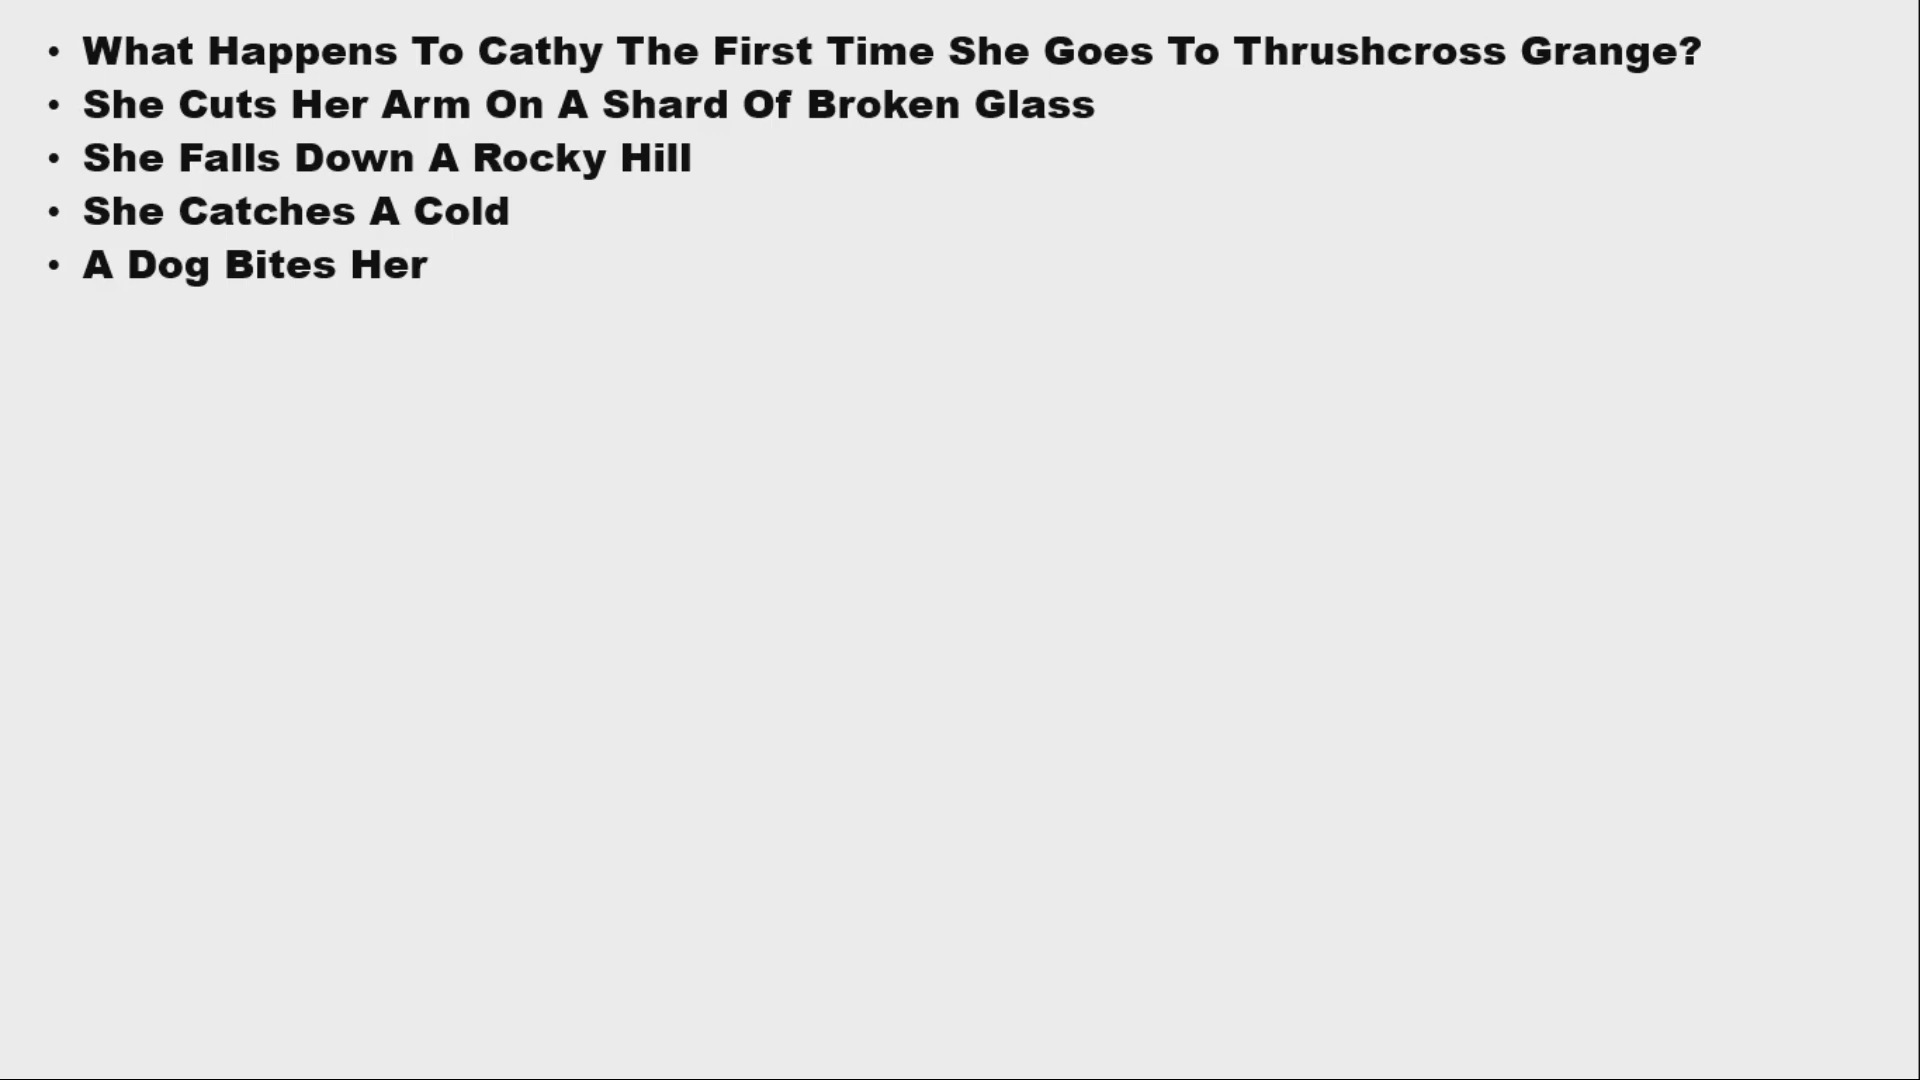 • What Happens To Cathy The First Time She Goes To Thrushcross Grange?
• She Cuts Her Arm On A Shard Of Broken Glass
• She Falls Down A Rocky Hill
• She Catches A Cold
• A Dog Bites Her